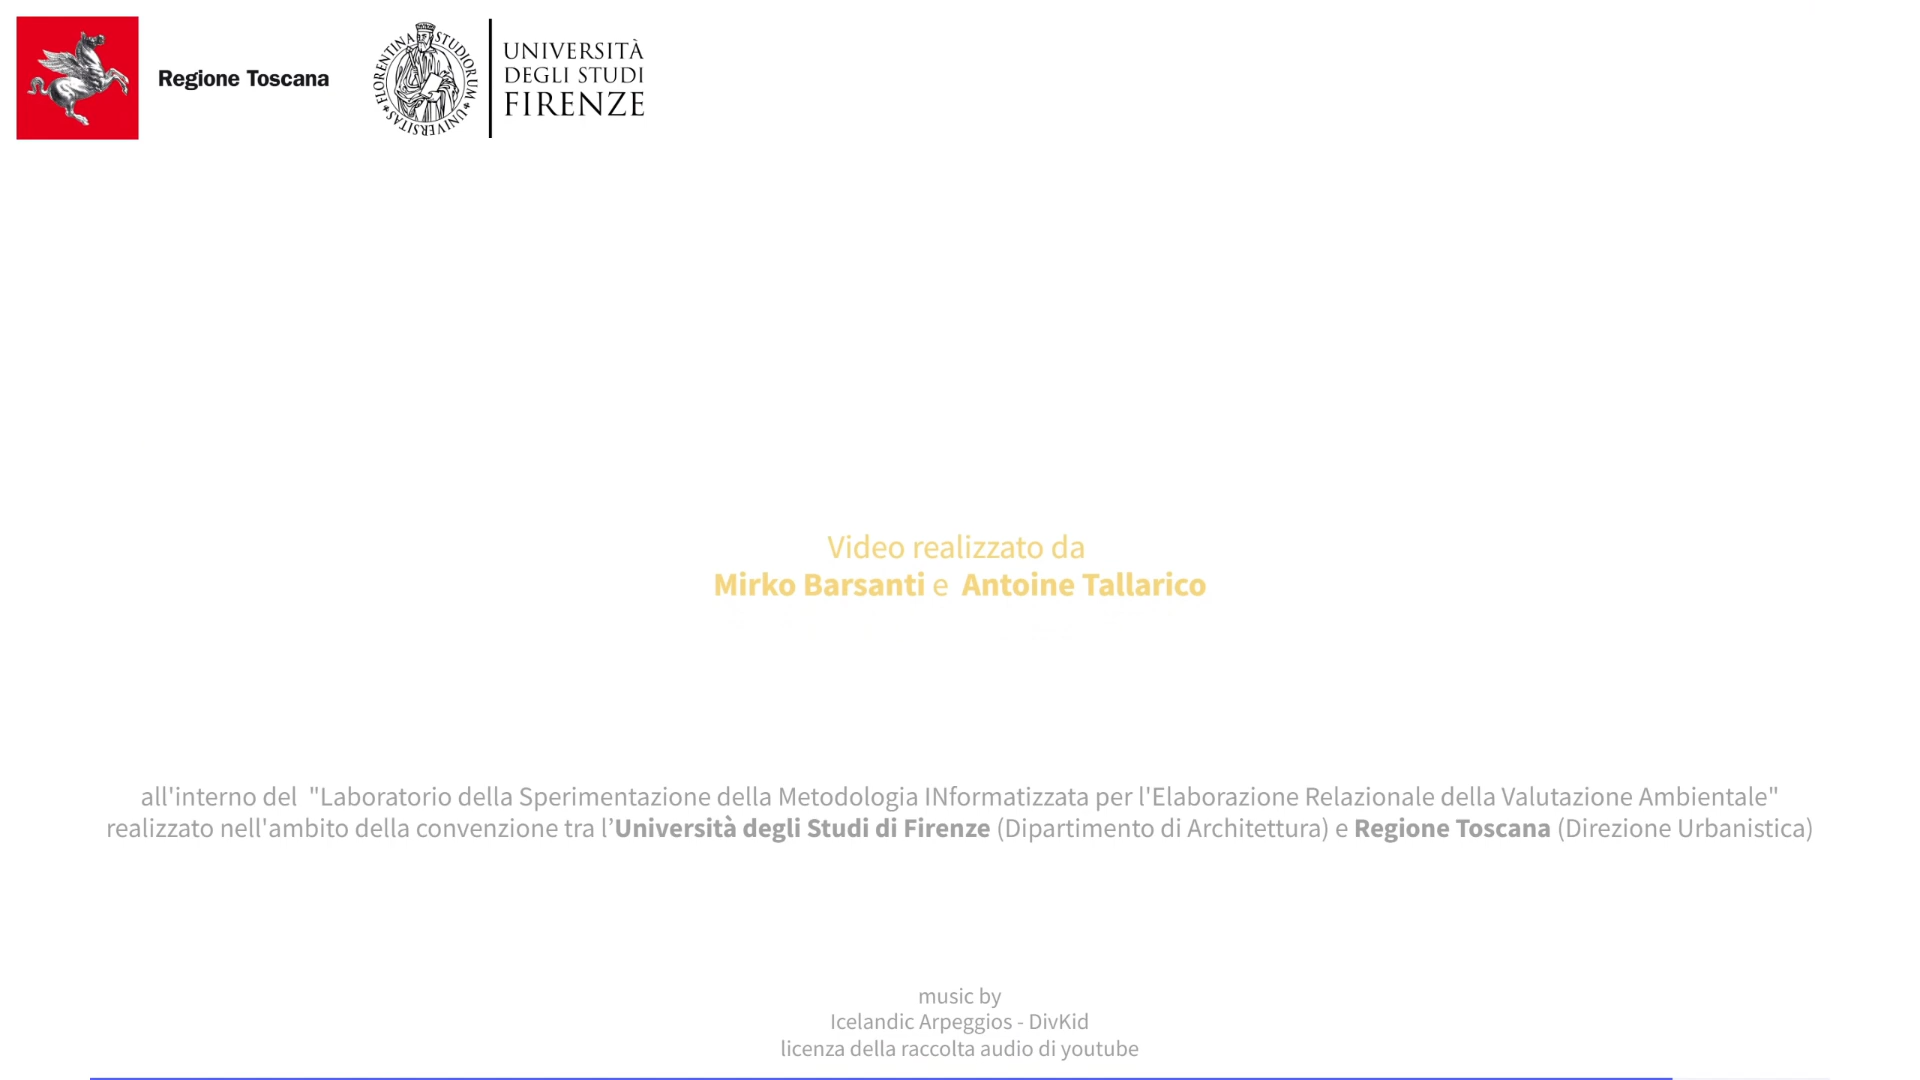 Regione Toscana
FLORENTINA STUDIORUM UNIVERSITAS
UNIVERSITÀ
DEGLI STUDI
FIRENZE
Video realizzato da
Mirko Barsanti e Antoine Tallarico
all'interno del "Laboratorio della Sperimentazione della Metodologia INformatizzata per l'Elaborazione Relazionale della Valutazione Ambientale"
realizzato nell'ambito della convenzione tra l’Università degli Studi di Firenze (Dipartimento di Architettura) e Regione Toscana (Direzione Urbanistica)
music by
Icelandic Arpeggios - DivKid
licenza della raccolta audio di youtube